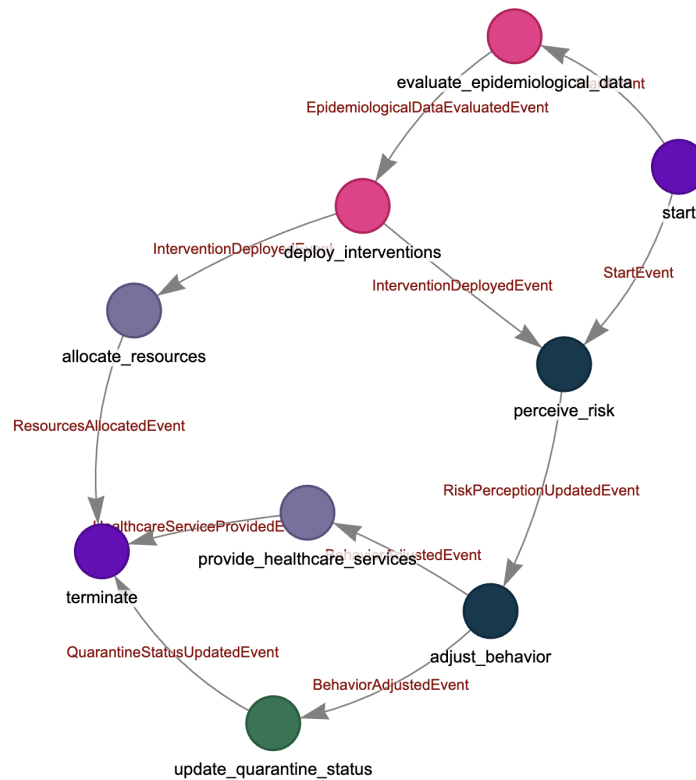 evaluate_epidemiological_data
EpidemiologicalDataEvaluatedEvent
start
deploy_interventions
StartEvent
InterventionDeployedEvent
allocate_resources
perceive_risk
ResourcesAllocatedEvent
RiskPerceptionUpdatedEvent
provide_healthcare_services
terminate
QuarantineStatusUpdatedEvent
adjust_behavior
BehaviorAdjustedEvent
update_quarantine_status